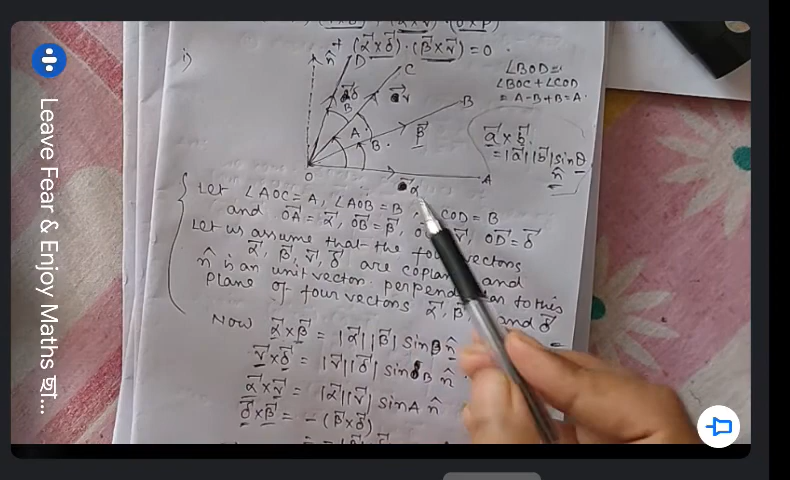 + (α⃗×δ⃗)·(β⃗×γ⃗) = 0 .
i)
n̂
D
C
B
A
O
δ⃗
γ⃗
β⃗
α⃗
B
A
B
∠BOD =
∠BOC + ∠COD
= A-B+B = A.
a⃗ × b⃗
= |a⃗||b⃗| sinθ
n̂
Let ∠AOC = A, ∠AOB = B, COD = B
and OA⃗ = α⃗, OB⃗ = β⃗, γ⃗, OD⃗ = δ⃗
Let us assume that the four vectors
α⃗, β⃗, γ⃗, δ⃗ are and
n̂ is an unit vector to this
plane of four vectors α⃗, and δ⃗
Now α⃗×β⃗ = |α⃗||β⃗| sinB n̂
γ⃗×δ⃗ = |γ⃗||δ⃗| sinB n̂
α⃗×γ⃗ = |α⃗||γ⃗| sinA n̂
δ⃗×β⃗ = -(β⃗×δ⃗)
Leave Fear & Enjoy Maths ছা...